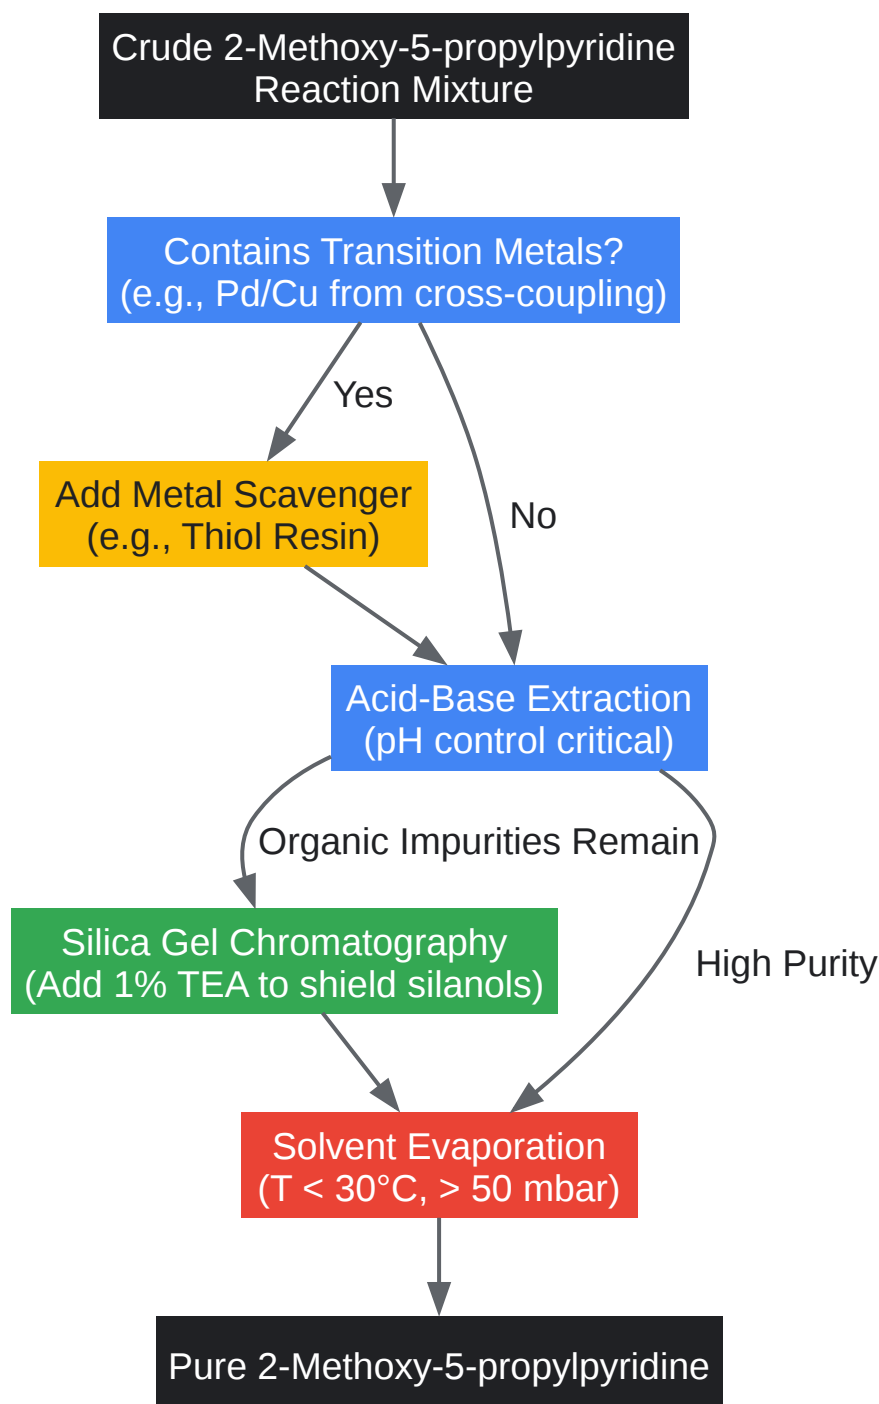 Crude 2-Methoxy-5-propylpyridine
Reaction Mixture
Contains Transition Metals?
(e.g., Pd/Cu from cross-coupling)
Yes
Add Metal Scavenger
(e.g., Thiol Resin)
No
Acid-Base Extraction
(pH control critical)
Organic Impurities Remain
Silica Gel Chromatography
(Add 1% TEA to shield silanols)
High Purity
Solvent Evaporation
(T < 30°C, > 50 mbar)
Pure 2-Methoxy-5-propylpyridine